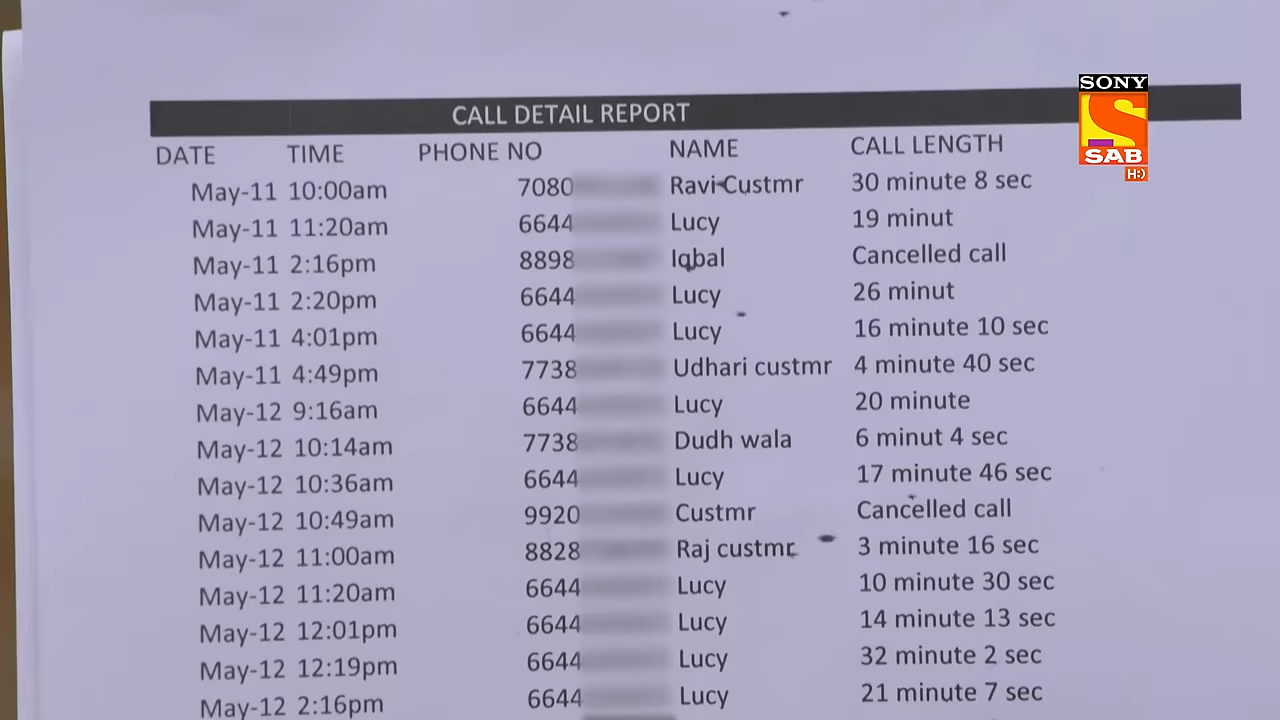 SONY
S
SAB
HD
CALL DETAIL REPORT
DATE TIME PHONE NO NAME CALL LENGTH
May-11 10:00am 7080 Ravi Custmr 30 minute 8 sec
May-11 11:20am 6644 Lucy 19 minut
May-11 2:16pm 8898 Iqbal Cancelled call
May-11 2:20pm 6644 Lucy 26 minut
May-11 4:01pm 6644 Lucy 16 minute 10 sec
May-11 4:49pm 7738 Udhari custmr 4 minute 40 sec
May-12 9:16am 6644 Lucy 20 minute
May-12 10:14am 7738 Dudh wala 6 minut 4 sec
May-12 10:36am 6644 Lucy 17 minute 46 sec
May-12 10:49am 9920 Custmr Cancelled call
May-12 11:00am 8828 Raj custmr 3 minute 16 sec
May-12 11:20am 6644 Lucy 10 minute 30 sec
May-12 12:01pm 6644 Lucy 14 minute 13 sec
May-12 12:19pm 6644 Lucy 32 minute 2 sec
May-12 2:16pm 6644 Lucy 21 minute 7 sec